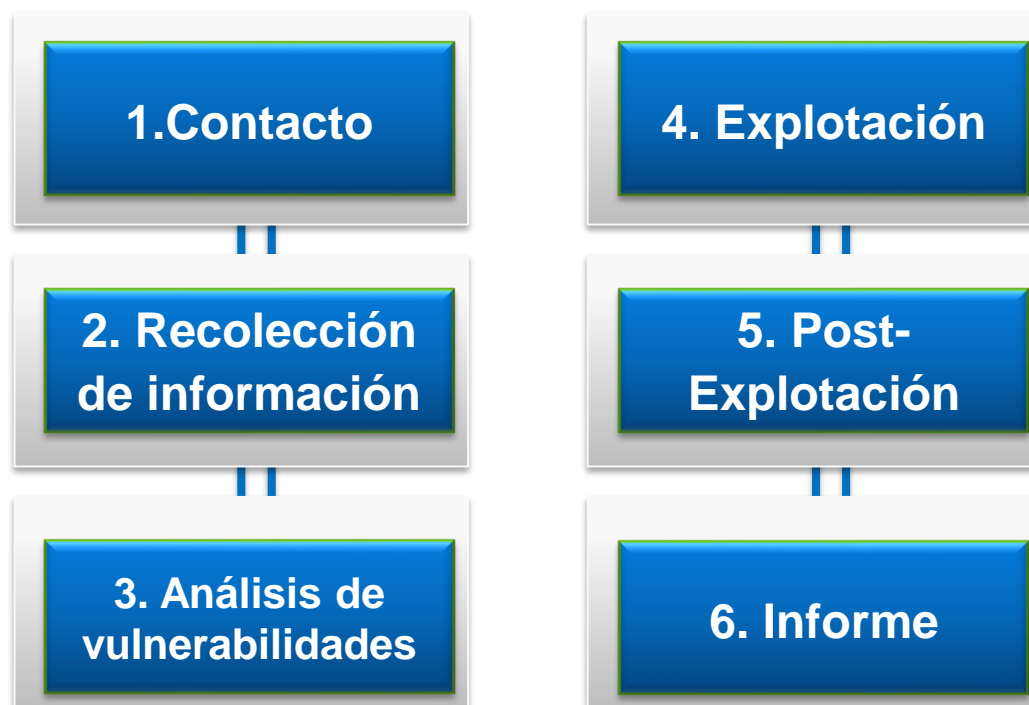 1.Contacto
2. Recolección
de información
3. Análisis de
vulnerabilidades
4. Explotación
5. Post-
Explotación
6. Informe